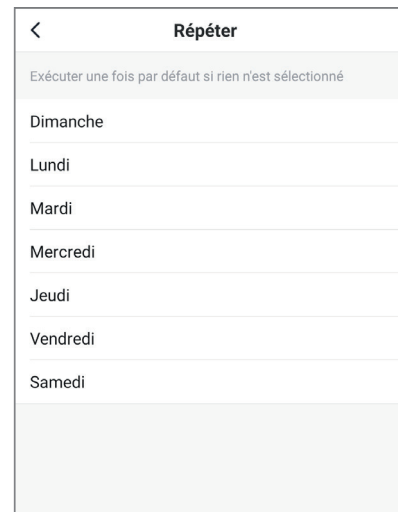 Répéter
Exécuter une fois par défaut si rien n'est sélectionné
Dimanche
Lundi
Mardi
Mercredi
Jeudi
Vendredi
Samedi